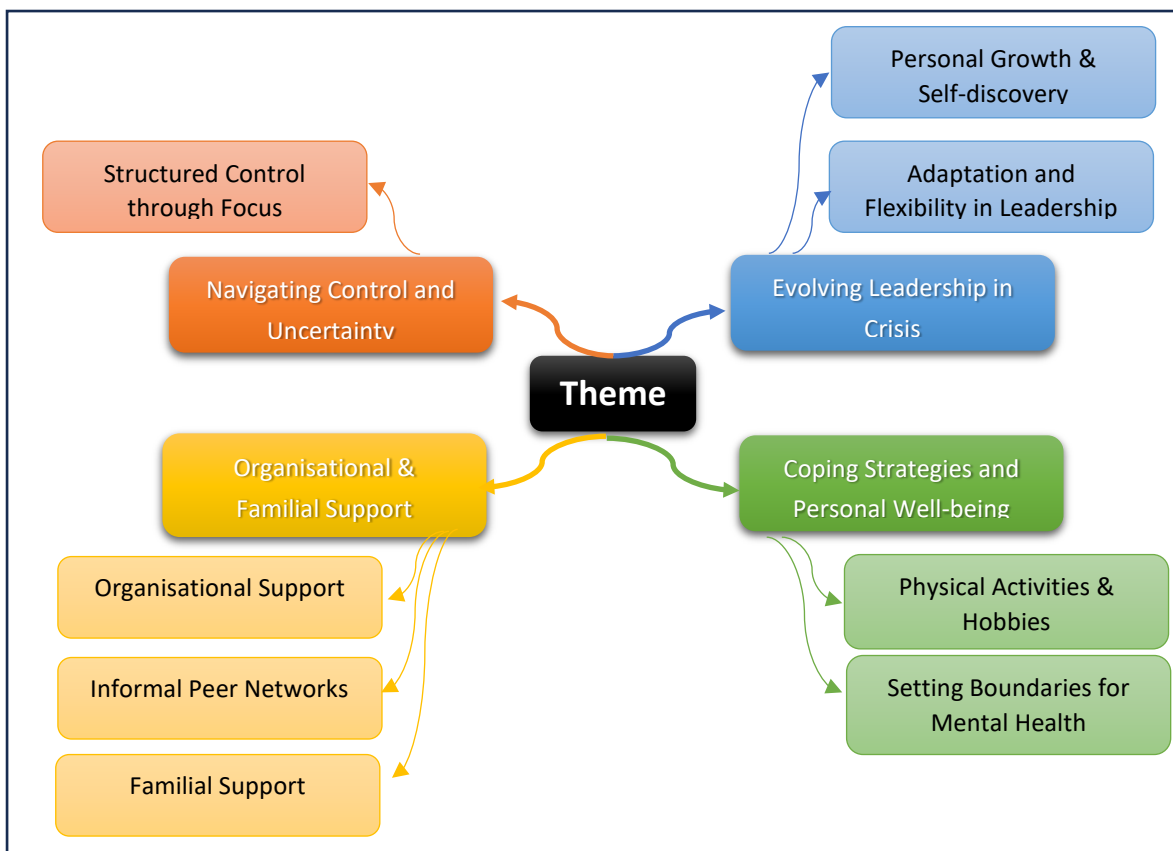 Personal Growth &
Self-discovery
Structured Control
through Focus
Adaptation and
Flexibility in Leadership
Navigating Control and
Uncertainty
Evolving Leadership in
Crisis
Theme
Organisational &
Familial Support
Coping Strategies and
Personal Well-being
Organisational Support
Informal Peer Networks
Familial Support
Physical Activities &
Hobbies
Setting Boundaries for
Mental Health